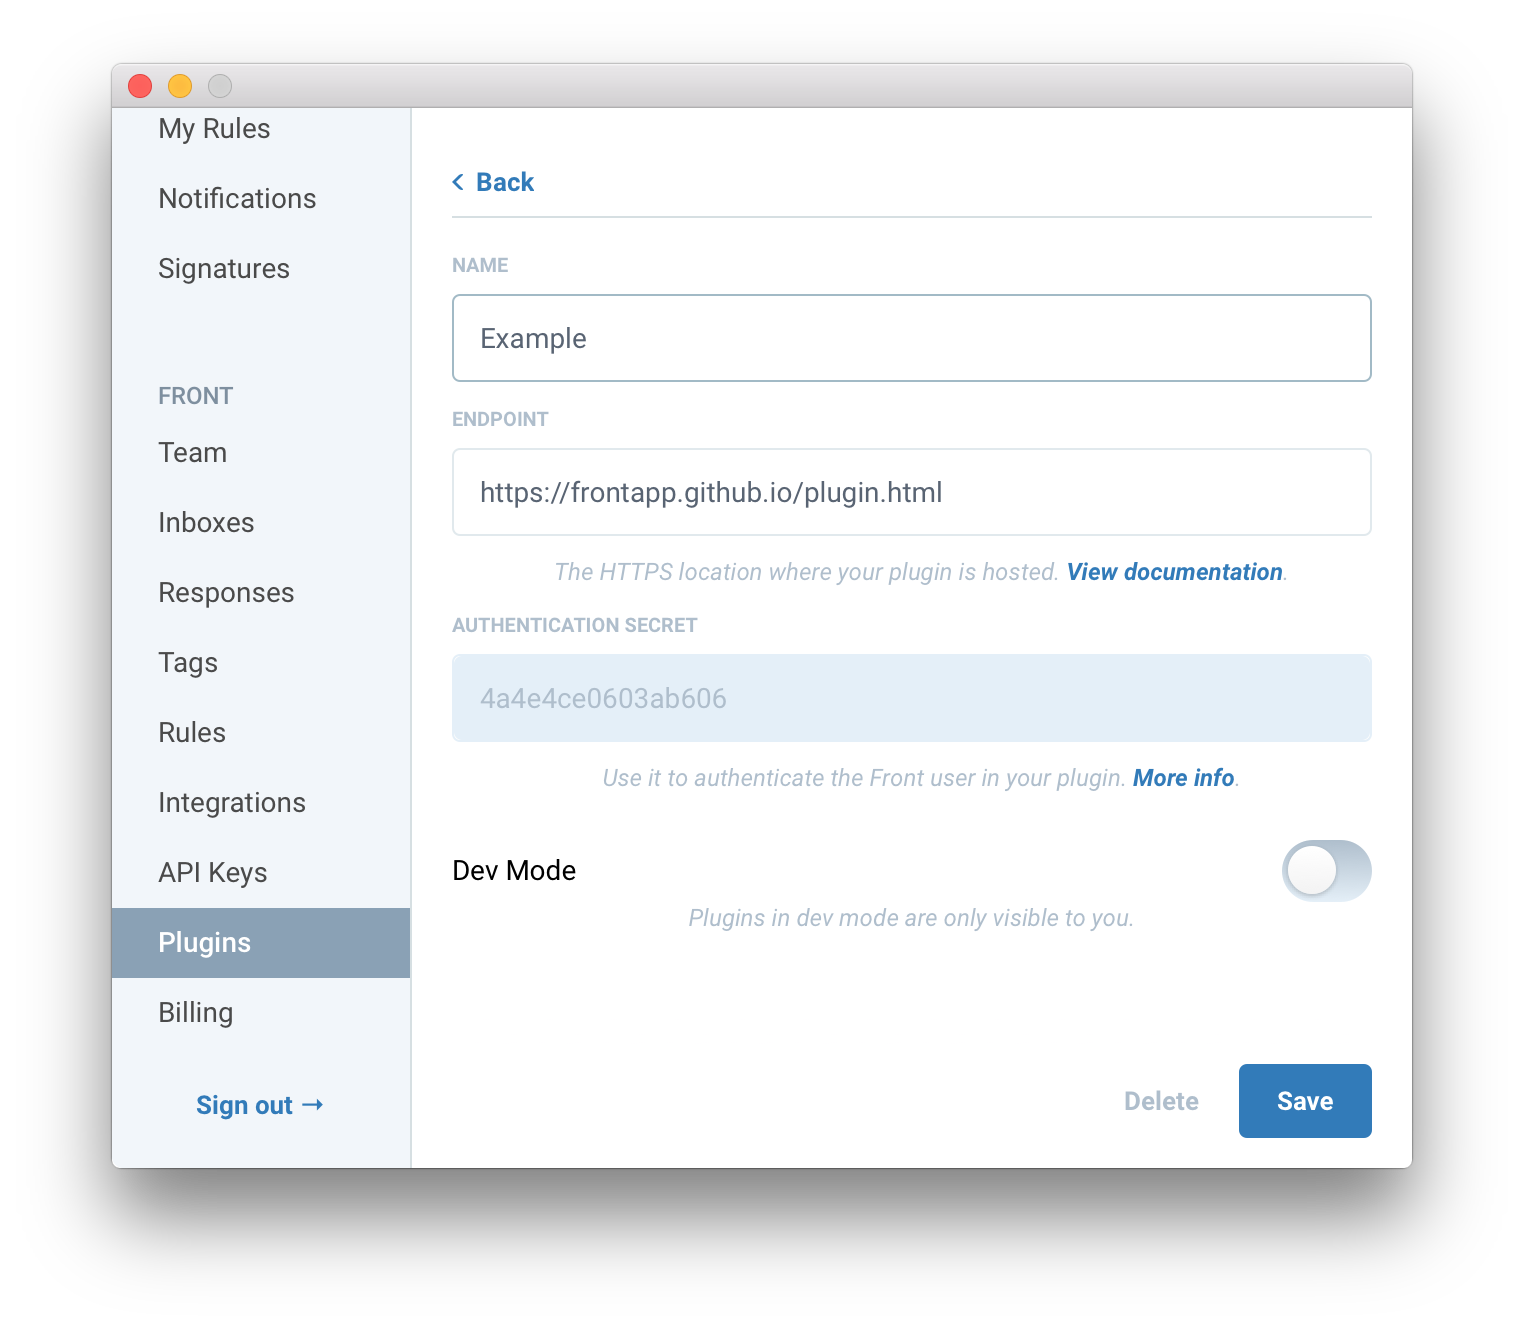 My Rules
Notifications
Signatures
FRONT
Team
Inboxes
Responses
Tags
Rules
Integrations
API Keys
Plugins
Billing
Sign out →
< Back
NAME
Example
ENDPOINT
https://frontapp.github.io/plugin.html
The HTTPS location where your plugin is hosted. View documentation.
AUTHENTICATION SECRET
4a4e4ce0603ab606
Use it to authenticate the Front user in your plugin. More info.
Dev Mode
Plugins in dev mode are only visible to you.
Delete
Save